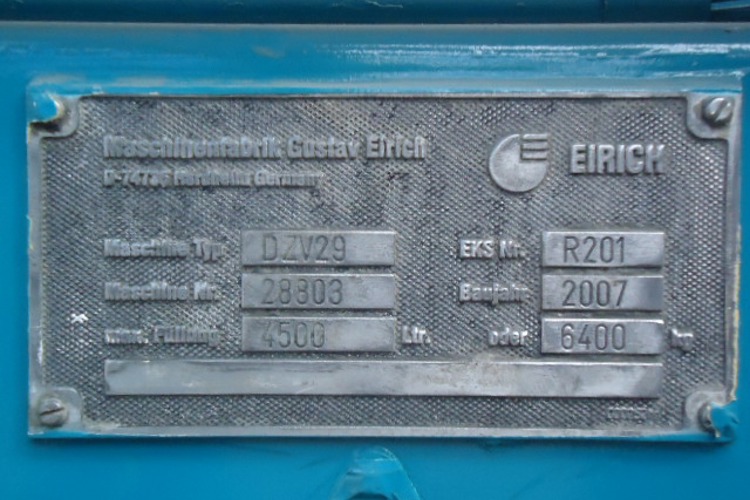 Maschinenfabrik Gustav Eirich
Hardheim Germany
EIRICH
Maschine Typ DZV29 EKS Nr. R201
Maschine Nr. 28803 Baujahr 2007
max. Füllung 4500 Ltr. oder 6400 kg